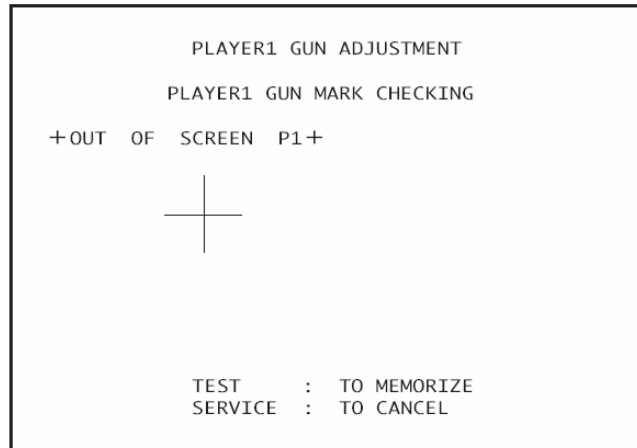 PLAYER1 GUN ADJUSTMENT
PLAYER1 GUN MARK CHECKING
+OUT OF SCREEN P1+
TEST : TO MEMORIZE
SERVICE : TO CANCEL